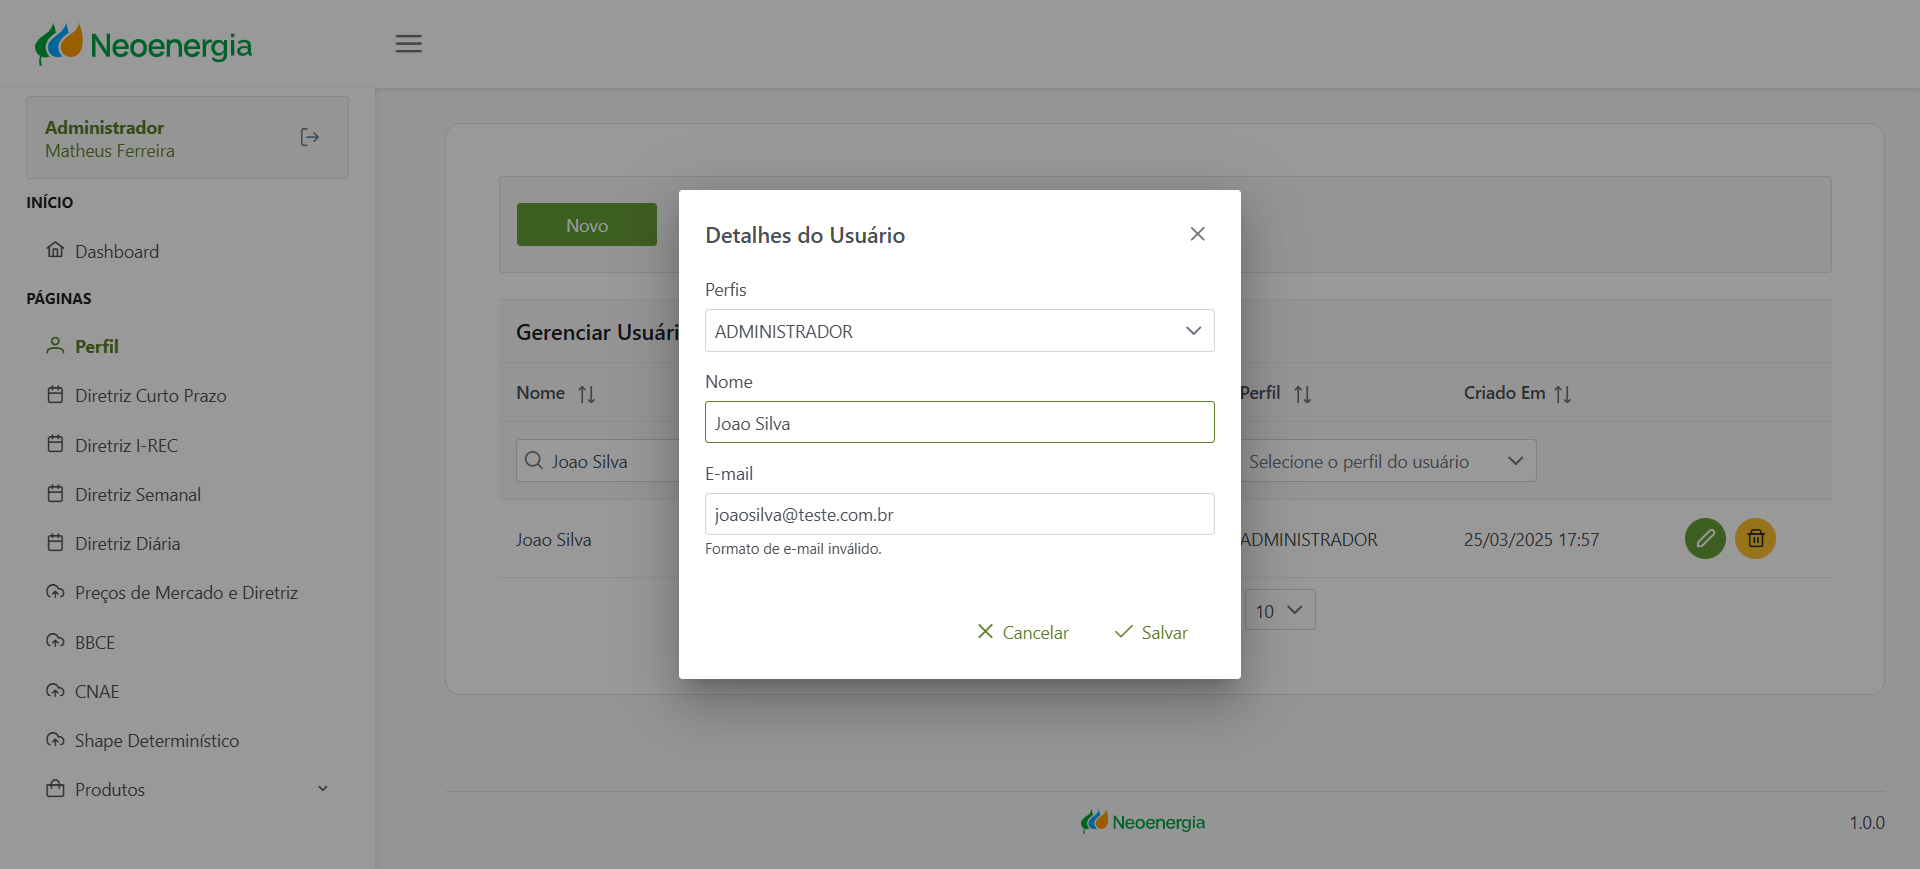 Neoenergia
Administrador
Matheus Ferreira
INÍCIO
Dashboard
PÁGINAS
Perfil
Diretriz Curto Prazo
Diretriz I-REC
Diretriz Semanal
Diretriz Diária
Preços de Mercado e Diretriz
BBCE
CNAE
Shape Determinístico
Produtos
Novo
Gerenciar Usuári
Nome
Perfil
Criado Em
Joao Silva
Selecione o perfil do usuário
Joao Silva
ADMINISTRADOR
25/03/2025 17:57
10
Detalhes do Usuário
Perfis
ADMINISTRADOR
Nome
Joao Silva
E-mail
joaosilva@teste.com.br
Formato de e-mail inválido.
Cancelar
Salvar
Neoenergia
1.0.0